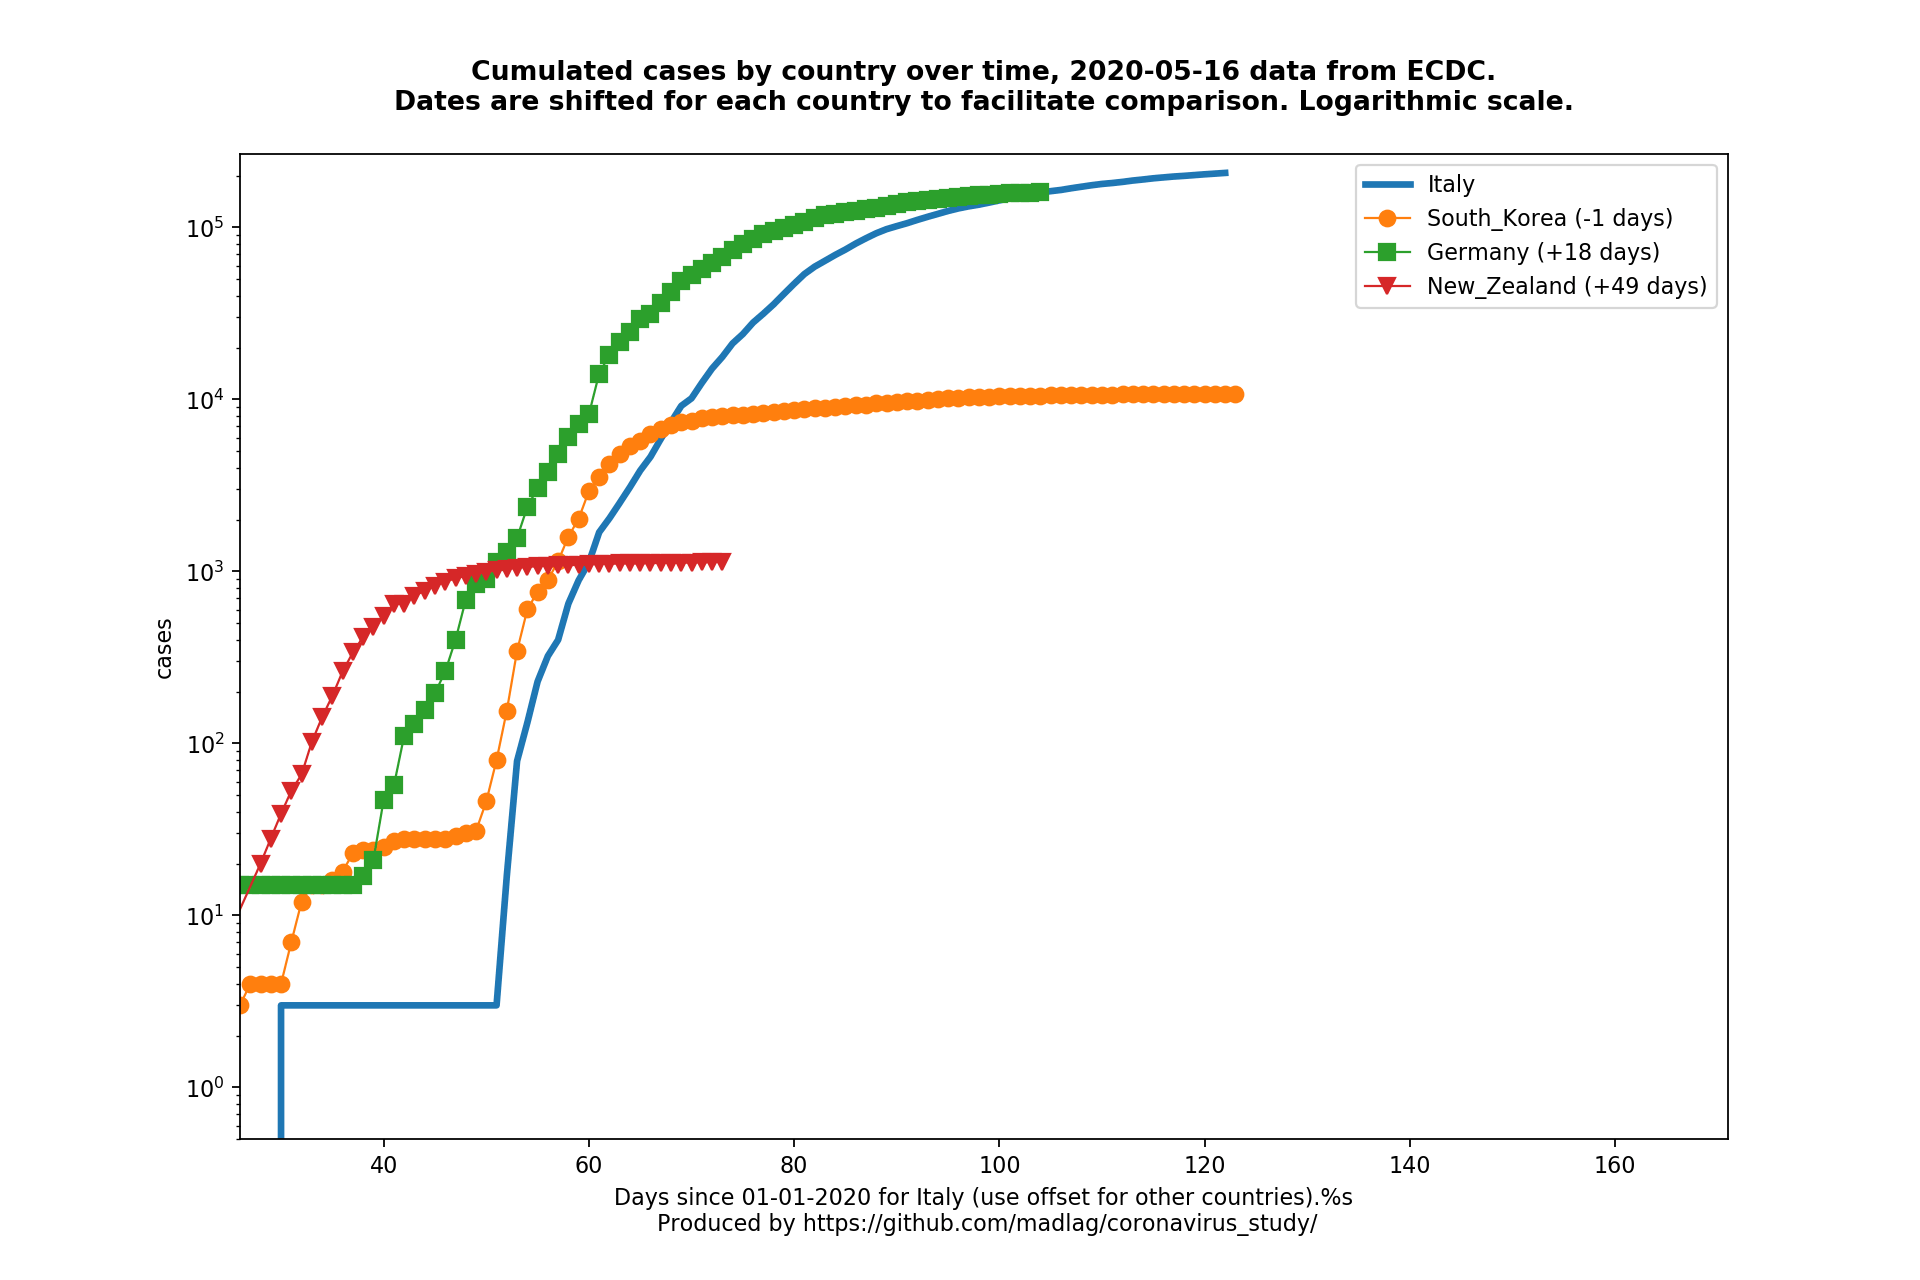 Cumulated cases by country over time, 2020-05-16 data from ECDC.
Dates are shifted for each country to facilitate comparison. Logarithmic scale.
Italy
South_Korea (-1 days)
Germany (+18 days)
New_Zealand (+49 days)
cases
10^5
10^4
10^3
10^2
10^1
10^0
40 60 80 100 120 140 160
Days since 01-01-2020 for Italy (use offset for other countries).%s
Produced by https://github.com/madlag/coronavirus_study/